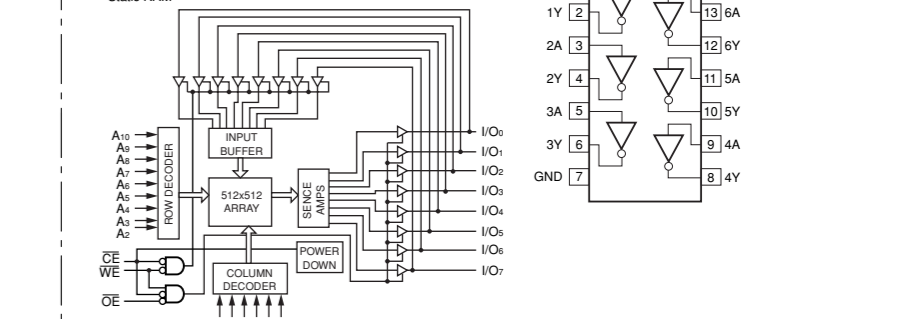 1Y 2
13 6A
2A 3
12 6Y
2Y 4
11 5A
3A 5
10 5Y
3Y 6
9 4A
GND 7
8 4Y
A10
A9
A8
A7
A6
A5
A4
A3
A2
ROW DECODER
INPUT
BUFFER
512x512
ARRAY
SENCE
AMPS
I/O0
I/O1
I/O2
I/O3
I/O4
I/O5
I/O6
I/O7
CE
WE
OE
POWER
DOWN
COLUMN
DECODER